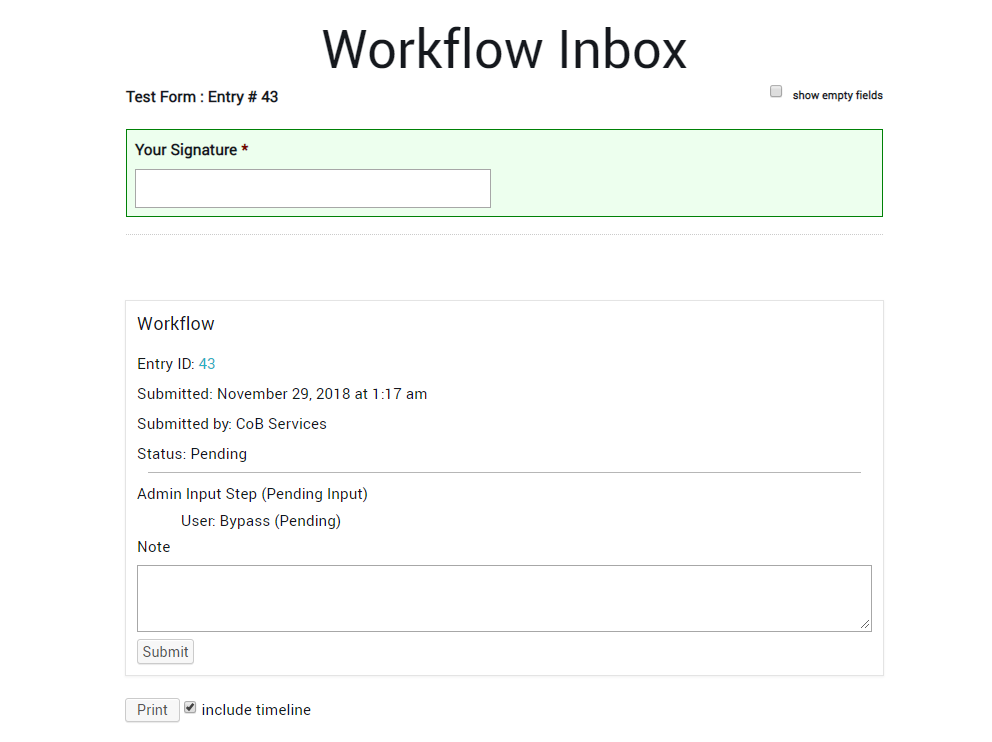 Workflow Inbox
Test Form : Entry # 43
show empty fields
Your Signature *
Workflow
Entry ID: 43
Submitted: November 29, 2018 at 1:17 am
Submitted by: CoB Services
Status: Pending
Admin Input Step (Pending Input)
User: Bypass (Pending)
Note
Submit
Print
include timeline